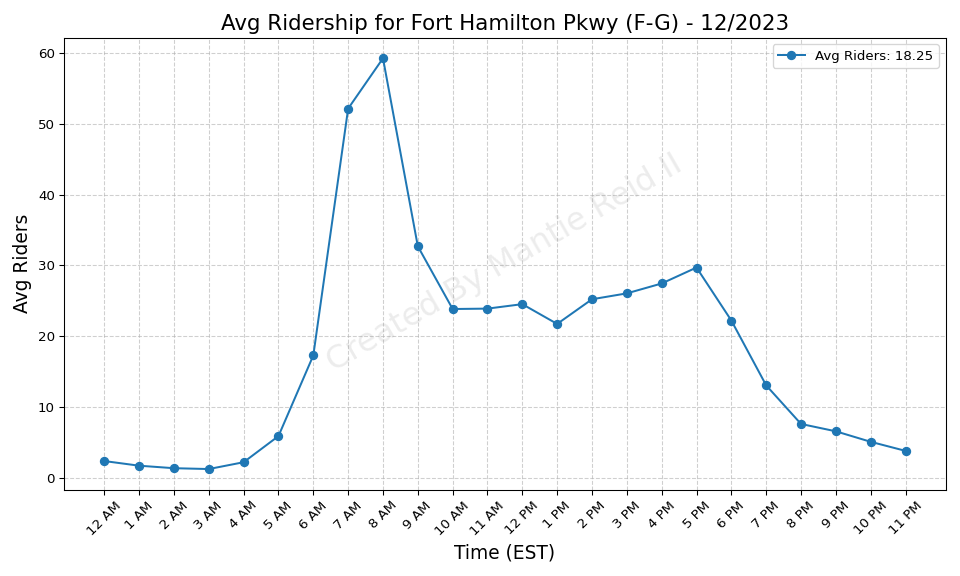 Avg Ridership for Fort Hamilton Pkwy (F-G) - 12/2023
Avg Riders: 18.25
60
50
40
30
20
10
0
Avg Riders
Created By Mantie Reid II
12 AM
1 AM
2 AM
3 AM
4 AM
5 AM
6 AM
7 AM
8 AM
9 AM
10 AM
11 AM
12 PM
1 PM
2 PM
3 PM
4 PM
5 PM
6 PM
7 PM
8 PM
9 PM
10 PM
11 PM
Time (EST)